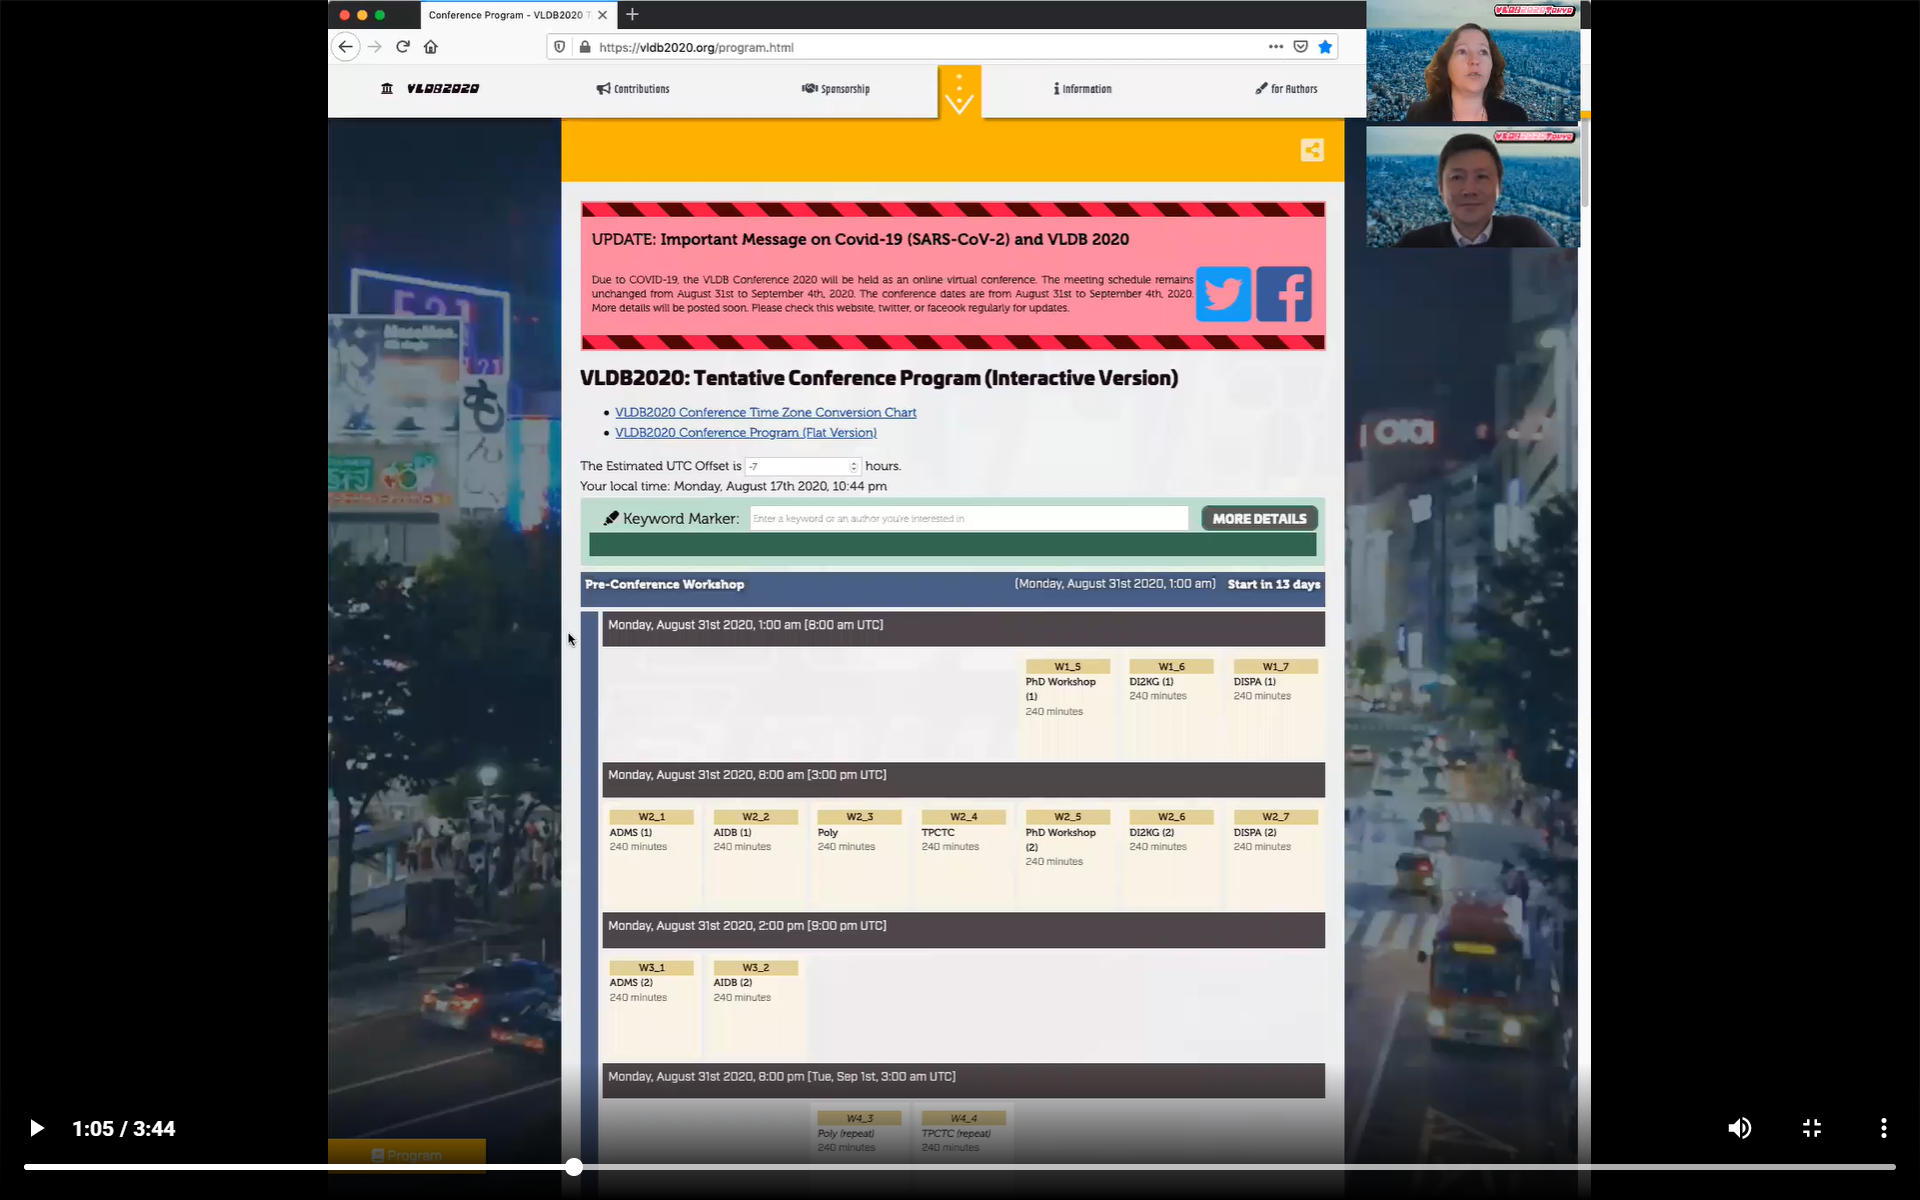 Conference Program - VLDB2020 T
https://vldb2020.org/program.html
VLDB2020 Contributions Sponsorship Information for Authors
VLDB2020TOKYO
VLDB2020TOKYO
UPDATE: Important Message on Covid-19 (SARS-CoV-2) and VLDB 2020
Due to COVID-19, the VLDB Conference 2020 will be held as an online virtual conference. The meeting schedule remains
unchanged from August 31st to September 4th, 2020. The conference dates are from August 31st to September 4th, 2020.
More details will be posted soon. Please check this website, twitter, or faceook regularly for updates.
VLDB2020: Tentative Conference Program (Interactive Version)
VLDB2020 Conference Time Zone Conversion Chart
VLDB2020 Conference Program (Flat Version)
The Estimated UTC Offset is -7 hours.
Your local time: Monday, August 17th 2020, 10:44 pm
Keyword Marker: Enter a keyword or an author you're interested in MORE DETAILS
Pre-Conference Workshop (Monday, August 31st 2020, 1:00 am) Start in 13 days
Monday, August 31st 2020, 1:00 am [8:00 am UTC]
W1_5 W1_6 W1_7
PhD Workshop DI2KG (1) DISPA (1)
(1) 240 minutes 240 minutes
240 minutes
Monday, August 31st 2020, 8:00 am [3:00 pm UTC]
W2_1 W2_2 W2_3 W2_4 W2_5 W2_6 W2_7
ADMS (1) AIDB (1) Poly TPCTC PhD Workshop DI2KG (2) DISPA (2)
240 minutes 240 minutes 240 minutes 240 minutes (2) 240 minutes 240 minutes
240 minutes
Monday, August 31st 2020, 2:00 pm [9:00 pm UTC]
W3_1 W3_2
ADMS (2) AIDB (2)
240 minutes 240 minutes
Monday, August 31st 2020, 8:00 pm [Tue, Sep 1st, 3:00 am UTC]
W4_3 W4_4
Poly (repeat) TPCTC (repeat)
240 minutes 240 minutes
Program
1:05 / 3:44
もん
OIOI